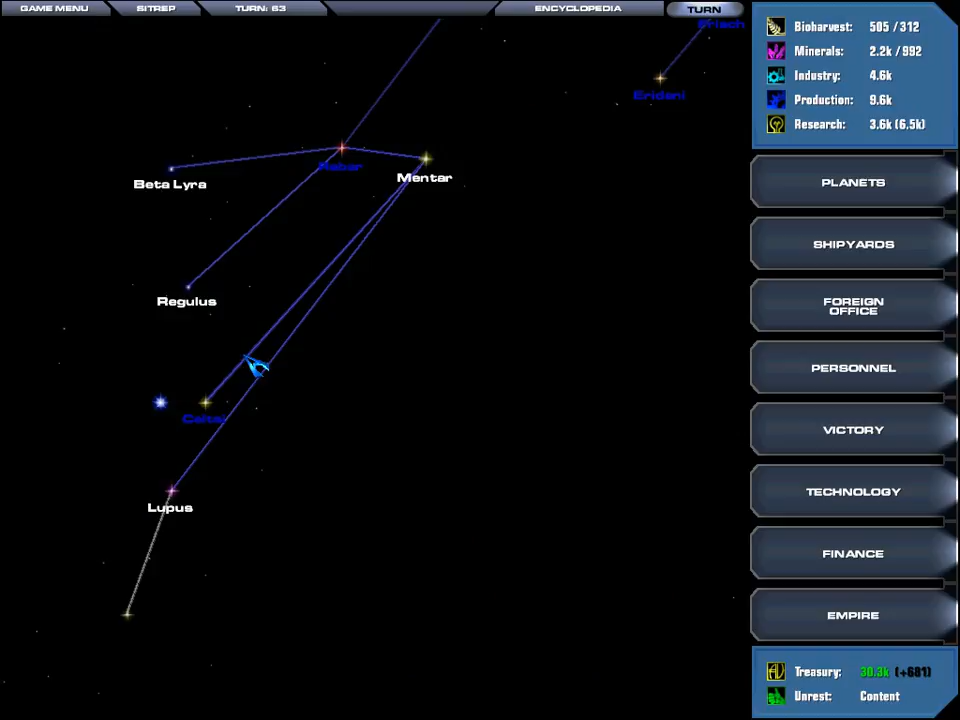 GAME MENU
SITREP
TURN: 63
ENCYCLOPEDIA
TURN
Frisch
Eridani
Beta Lyra
Mentar
Regulus
Lupus
Bioharvest: 505 / 312
Minerals: 2.2k / 992
Industry: 4.6k
Production: 9.6k
Research: 3.6k (6.5k)
PLANETS
SHIPYARDS
FOREIGN
OFFICE
PERSONNEL
VICTORY
TECHNOLOGY
FINANCE
EMPIRE
Treasury: 30.3k (+681)
Unrest: Content